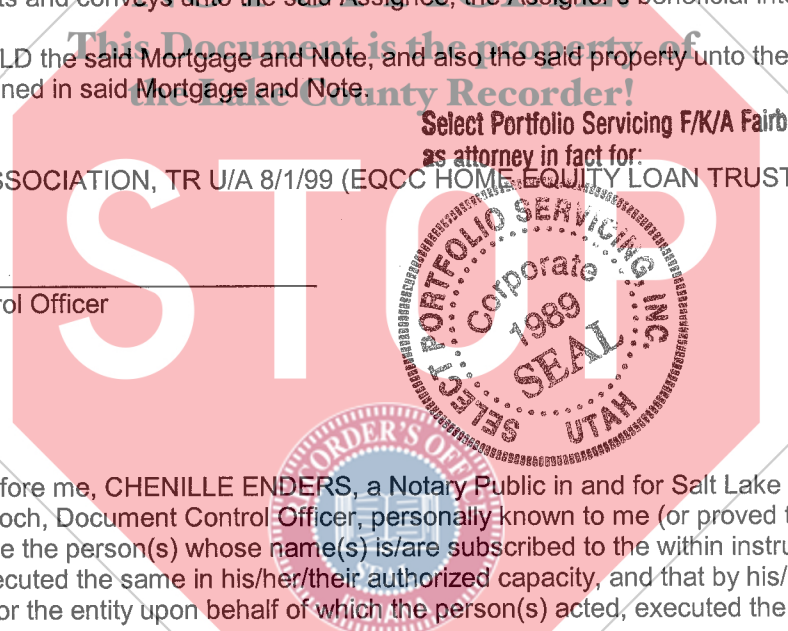 ts and conveys unto the said Assignee, the Assignor's beneficial inte
This Document is the property of
LD the said Mortgage and Note, and also the said property unto the
the Lake County Recorder!
ned in said Mortgage and Note.
Select Portfolio Servicing F/K/A Fairb
as attorney in fact for:
SSOCIATION, TR U/A 8/1/99 (EQCC HOME EQUITY LOAN TRUST
STOP
SELECT PORTFOLIO SERVICING, INC.
Corporate
1989
SEAL
UTAH
rol Officer
CORDER'S OFFICE
fore me, CHENILLE ENDERS, a Notary Public in and for Salt Lake
och, Document Control Officer, personally known to me (or proved t
e the person(s) whose name(s) is/are subscribed to the within instru
ecuted the same in his/her/their authorized capacity, and that by his/
SEAL
INDIANA
or the entity upon behalf of which the person(s) acted, executed the